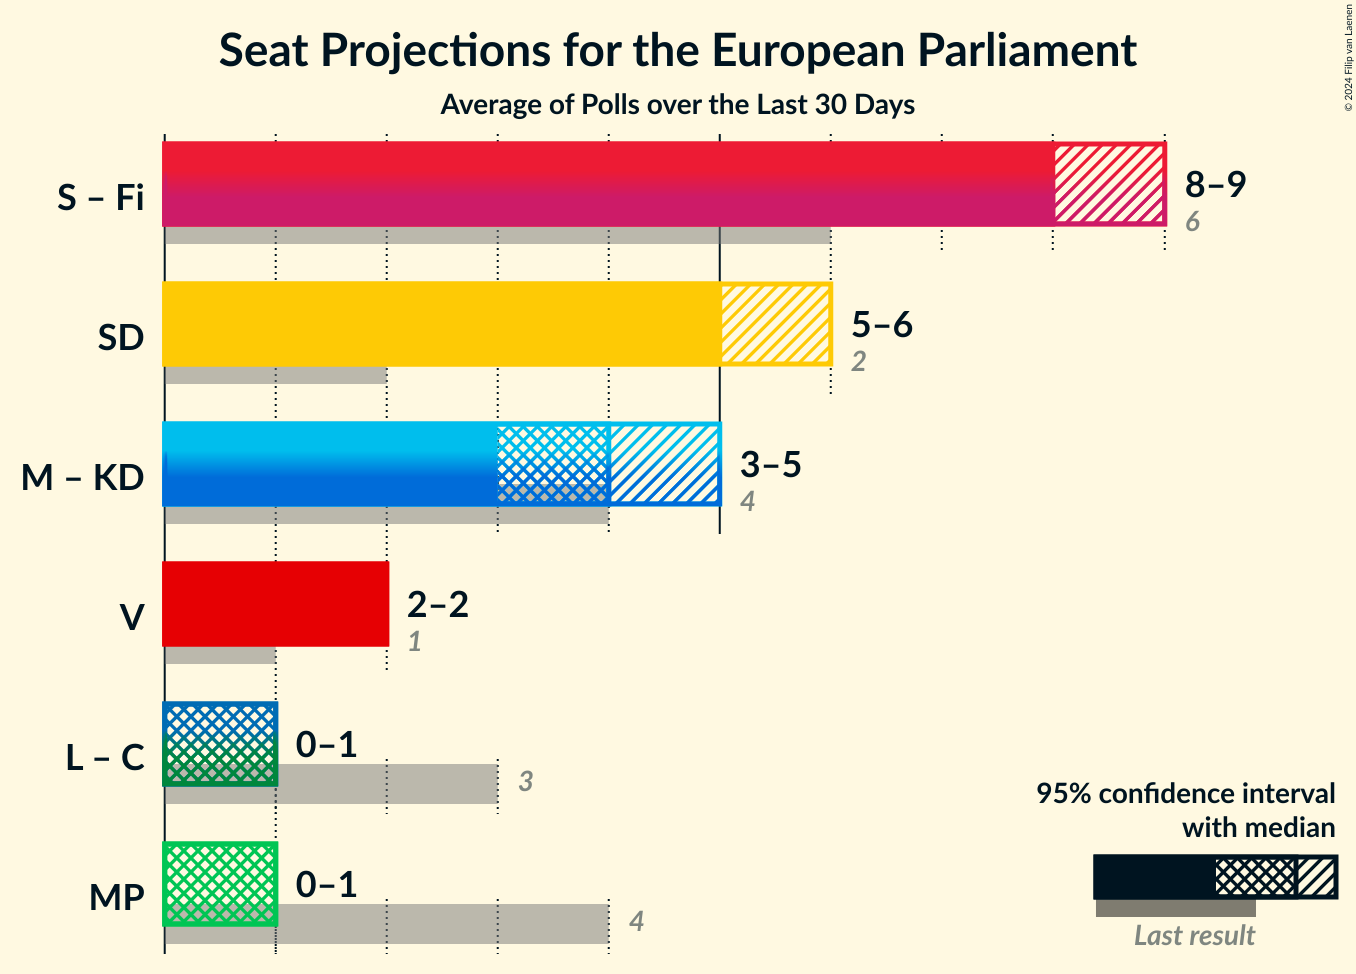 Seat Projections for the European Parliament
Average of Polls over the Last 30 Days
© 2024 Filip van Laenen
S – Fi
8–9
6
SD
5–6
2
M – KD
3–5
4
V
2–2
1
L – C
0–1
3
MP
0–1
4
95% confidence interval
with median
Last result